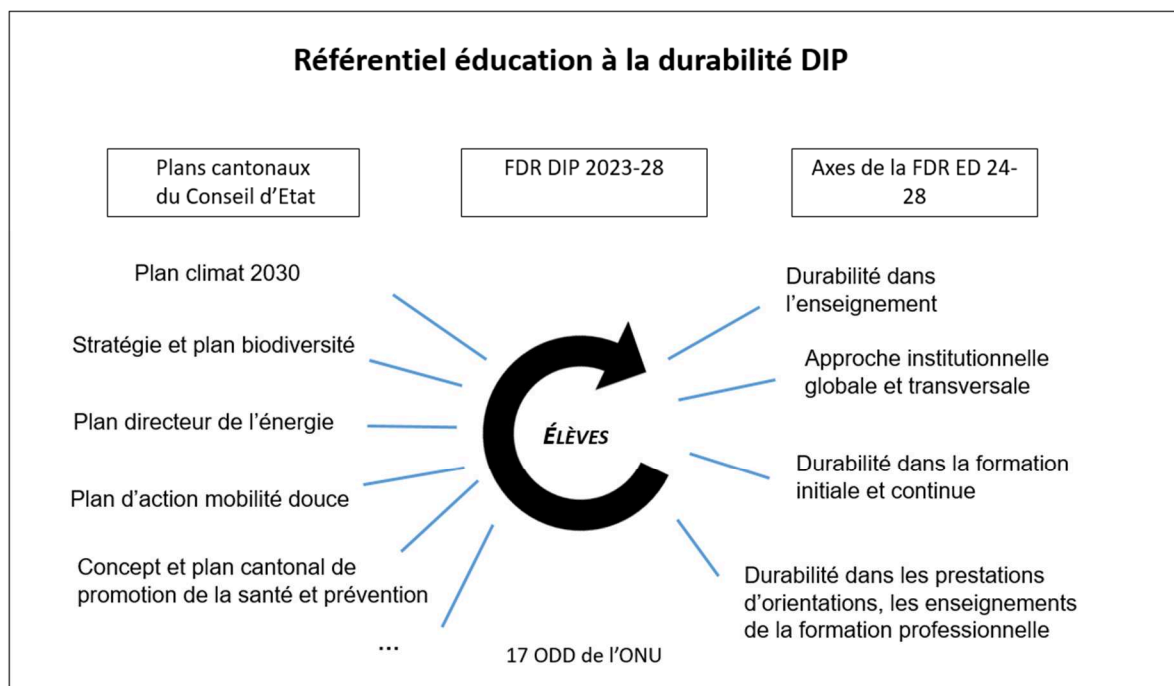 Référentiel éducation à la durabilité DIP
Plans cantonaux
du Conseil d’Etat
FDR DIP 2023-28
Axes de la FDR ED 24-
28
Plan climat 2030
Stratégie et plan biodiversité
Plan directeur de l’énergie
Plan d’action mobilité douce
Concept et plan cantonal de
promotion de la santé et prévention
...
ÉLÈVES
17 ODD de l’ONU
Durabilité dans
l’enseignement
Approche institutionnelle
globale et transversale
Durabilité dans la formation
initiale et continue
Durabilité dans les prestations
d’orientations, les enseignements
de la formation professionnelle